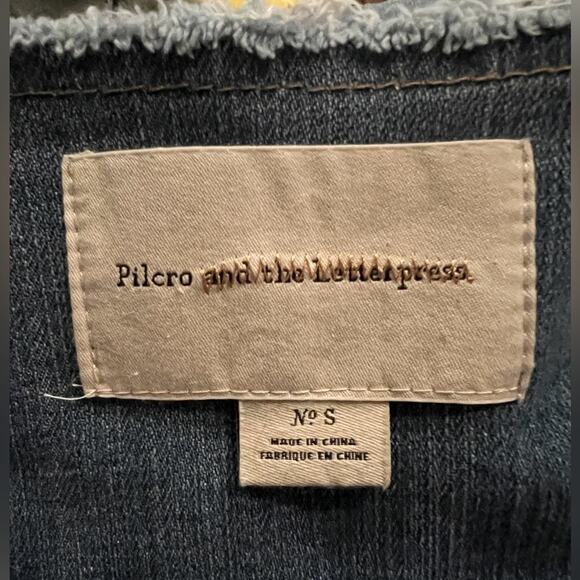 Pilcro and the Letterpress
Nº S
MADE IN CHINA
FABRIQUE EN CHINE